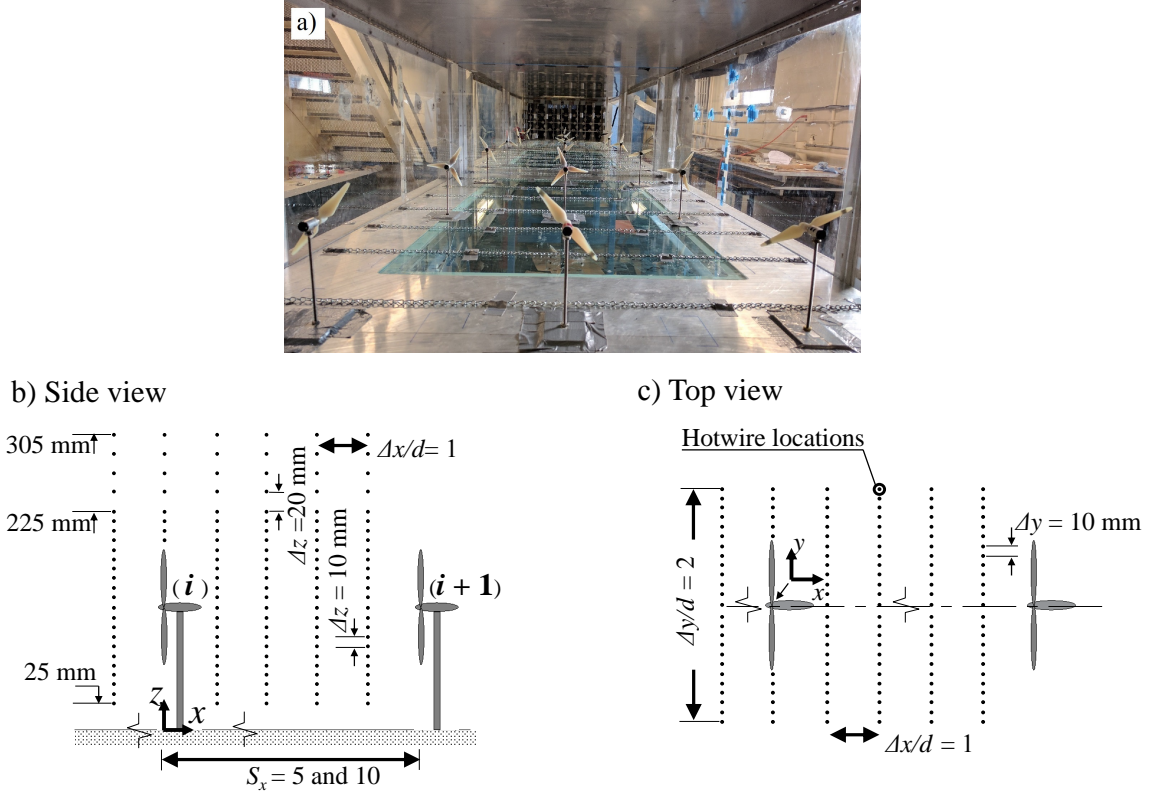 a)
b) Side view
305 mm
Δx/d= 1
Δz =20 mm
225 mm
Δz = 10 mm
(i)
(i + 1)
25 mm
z
x
Sx = 5 and 10
c) Top view
Hotwire locations
Δy = 10 mm
y
x
Δy/d = 2
Δx/d = 1